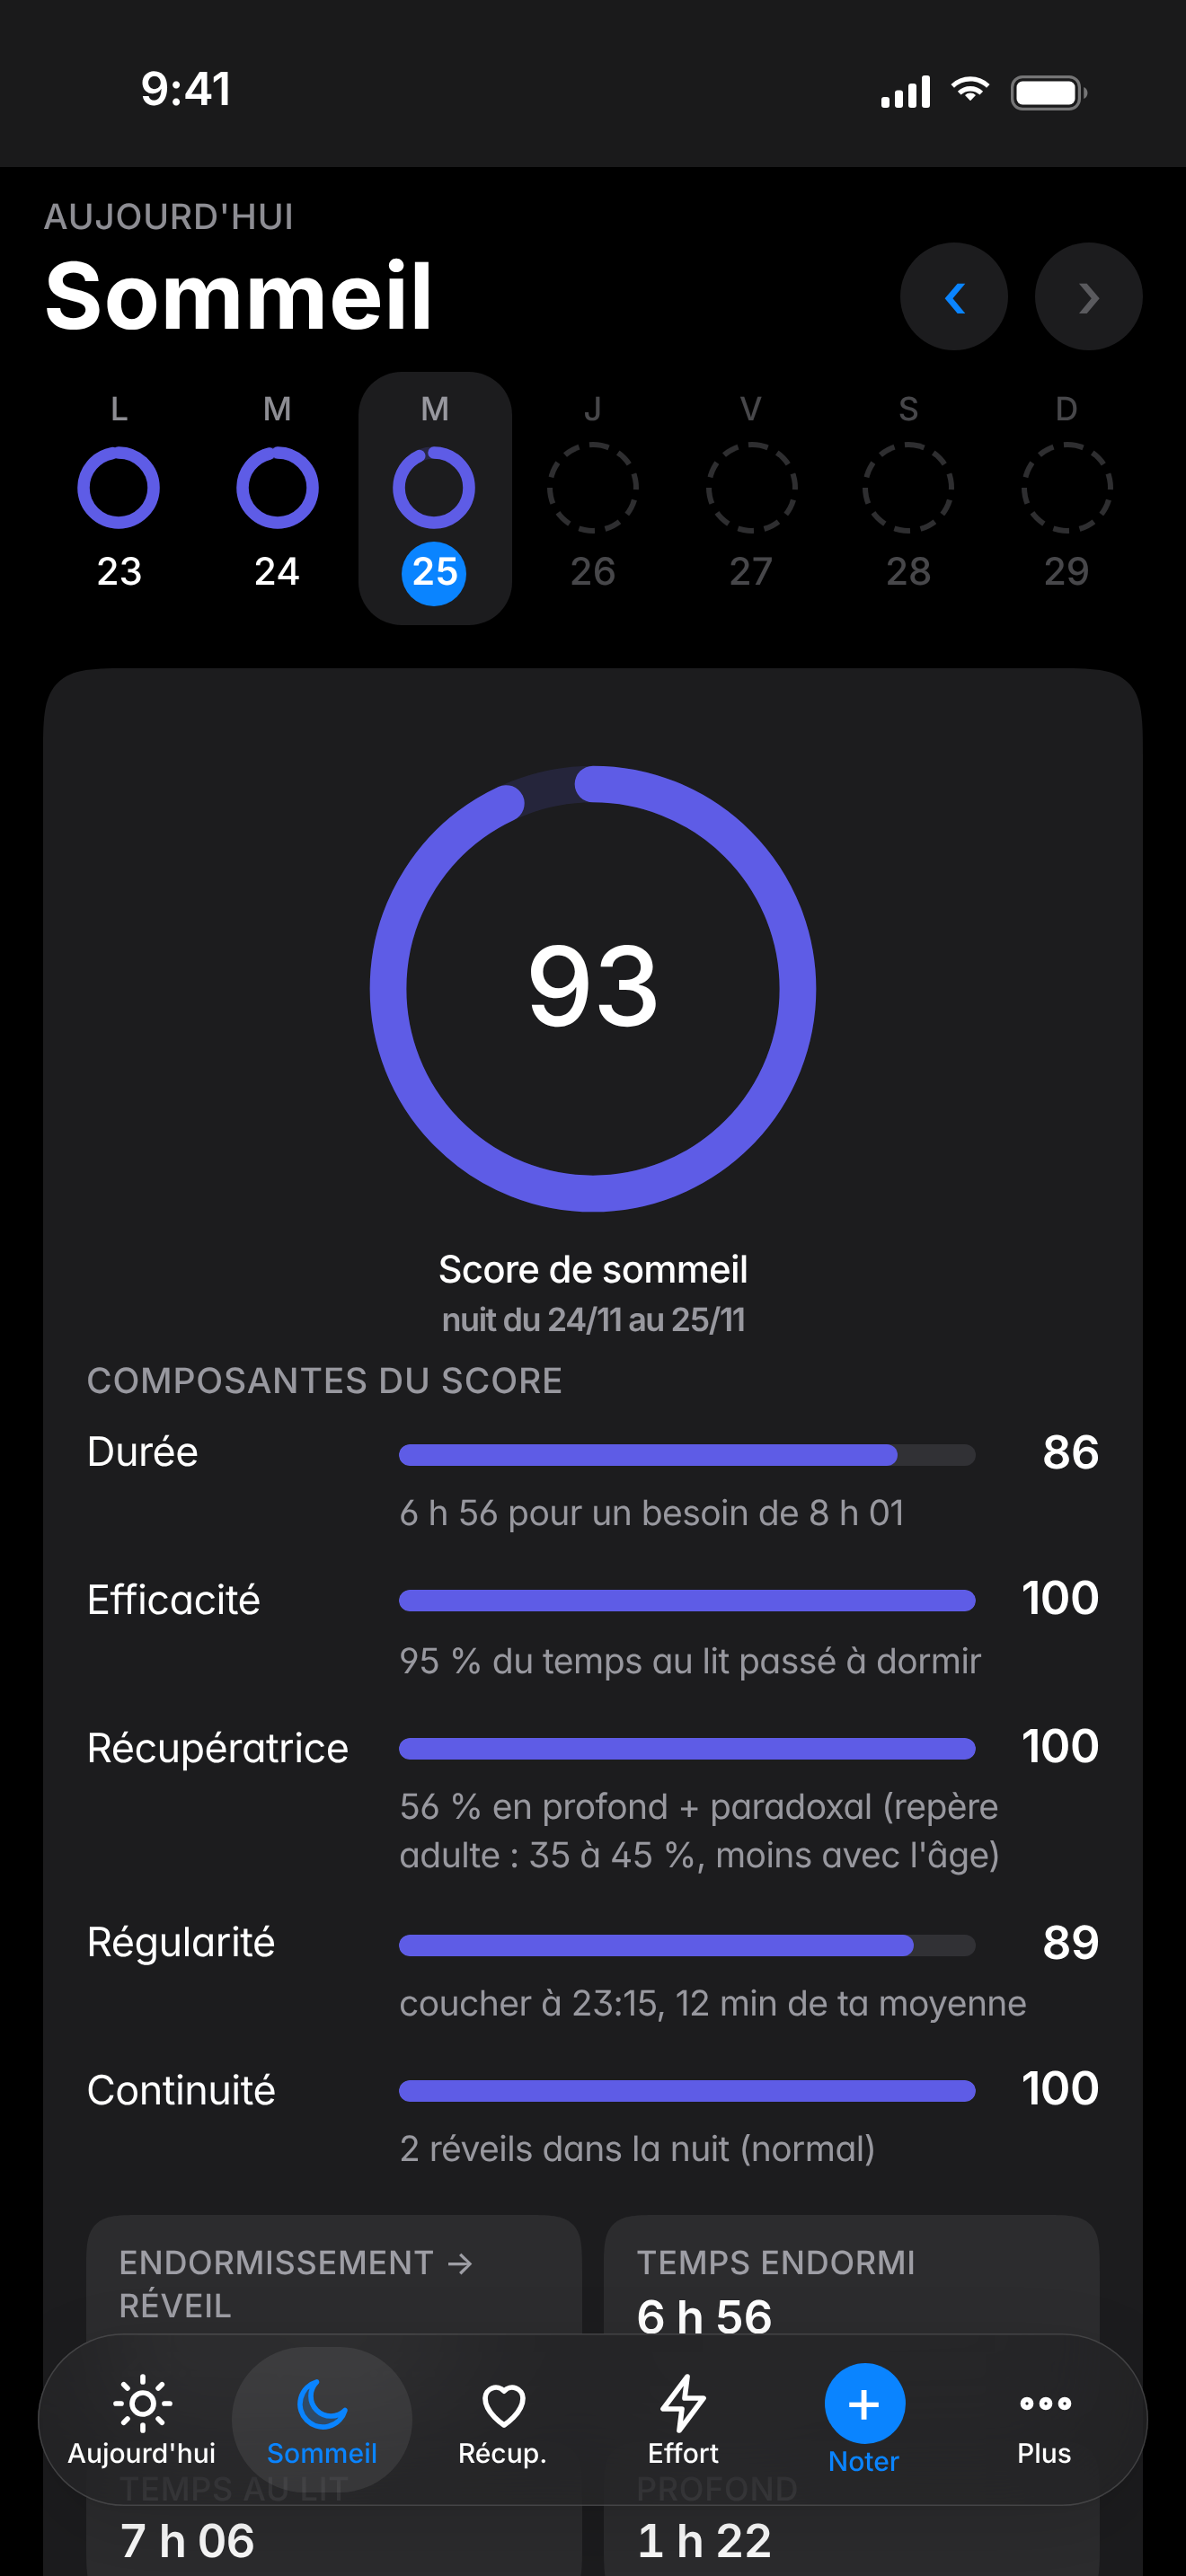 9:41
AUJOURD'HUI
Sommeil
L M M J V S D
23 24 25 26 27 28 29
93
Score de sommeil
nuit du 24/11 au 25/11
COMPOSANTES DU SCORE
Durée 86
6 h 56 pour un besoin de 8 h 01
Efficacité 100
95 % du temps au lit passé à dormir
Récupératrice 100
56 % en profond + paradoxal (repère
adulte : 35 à 45 %, moins avec l'âge)
Régularité 89
coucher à 23:15, 12 min de ta moyenne
Continuité 100
2 réveils dans la nuit (normal)
ENDORMISSEMENT →
RÉVEIL
TEMPS ENDORMI
6 h 56
Aujourd'hui Sommeil Récup. Effort Noter Plus
TEMPS AU LIT PROFOND
7 h 06 1 h 22